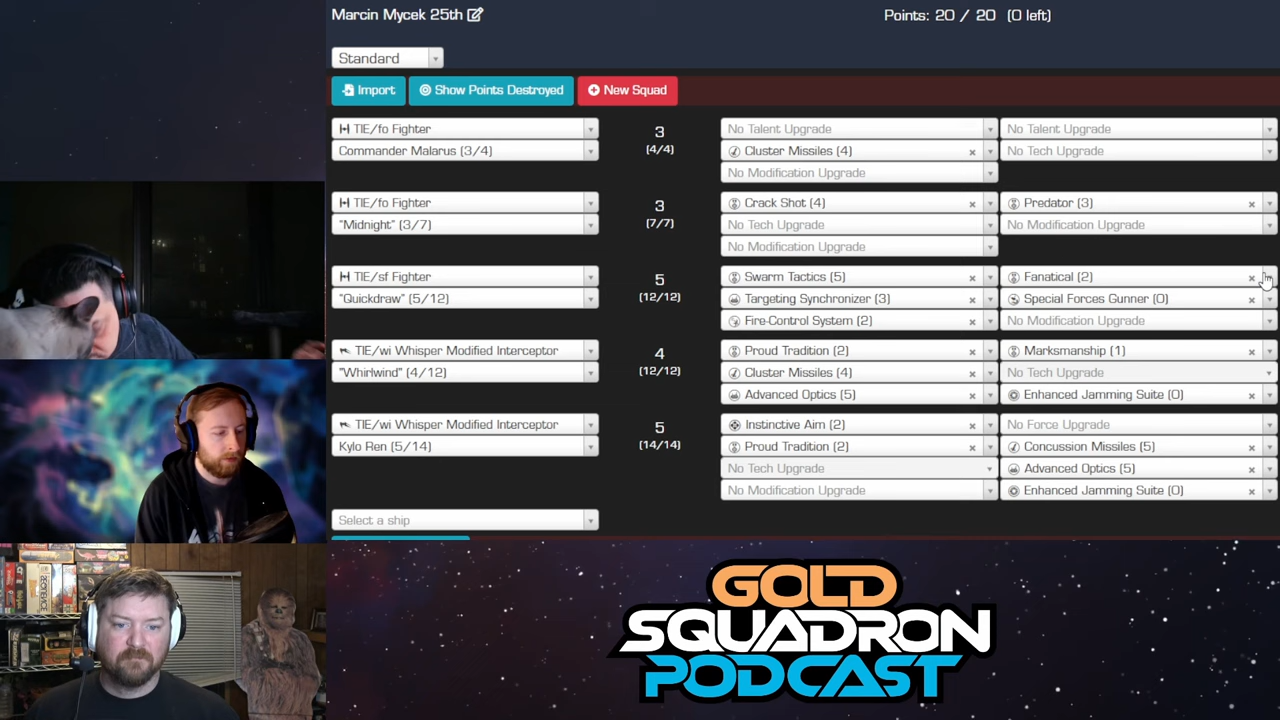 Marcin Mycek 25th
Points: 20 / 20 (0 left)
Standard
Import
Show Points Destroyed
New Squad
TIE/fo Fighter
Commander Malarus (3/4)
3
(4/4)
No Talent Upgrade
No Talent Upgrade
Cluster Missiles (4)
No Tech Upgrade
No Modification Upgrade
TIE/fo Fighter
"Midnight" (3/7)
3
(7/7)
Crack Shot (4)
Predator (3)
No Tech Upgrade
No Modification Upgrade
No Modification Upgrade
TIE/sf Fighter
"Quickdraw" (5/12)
5
(12/12)
Swarm Tactics (5)
Fanatical (2)
Targeting Synchronizer (3)
Special Forces Gunner (0)
Fire-Control System (2)
No Modification Upgrade
TIE/wi Whisper Modified Interceptor
"Whirlwind" (4/12)
4
(12/12)
Proud Tradition (2)
Marksmanship (1)
Cluster Missiles (4)
No Tech Upgrade
Advanced Optics (5)
Enhanced Jamming Suite (0)
TIE/wi Whisper Modified Interceptor
Kylo Ren (5/14)
5
(14/14)
Instinctive Aim (2)
No Force Upgrade
Proud Tradition (2)
Concussion Missiles (5)
No Tech Upgrade
Advanced Optics (5)
No Modification Upgrade
Enhanced Jamming Suite (0)
Select a ship
GOLD
SQUADRON
PODCAST